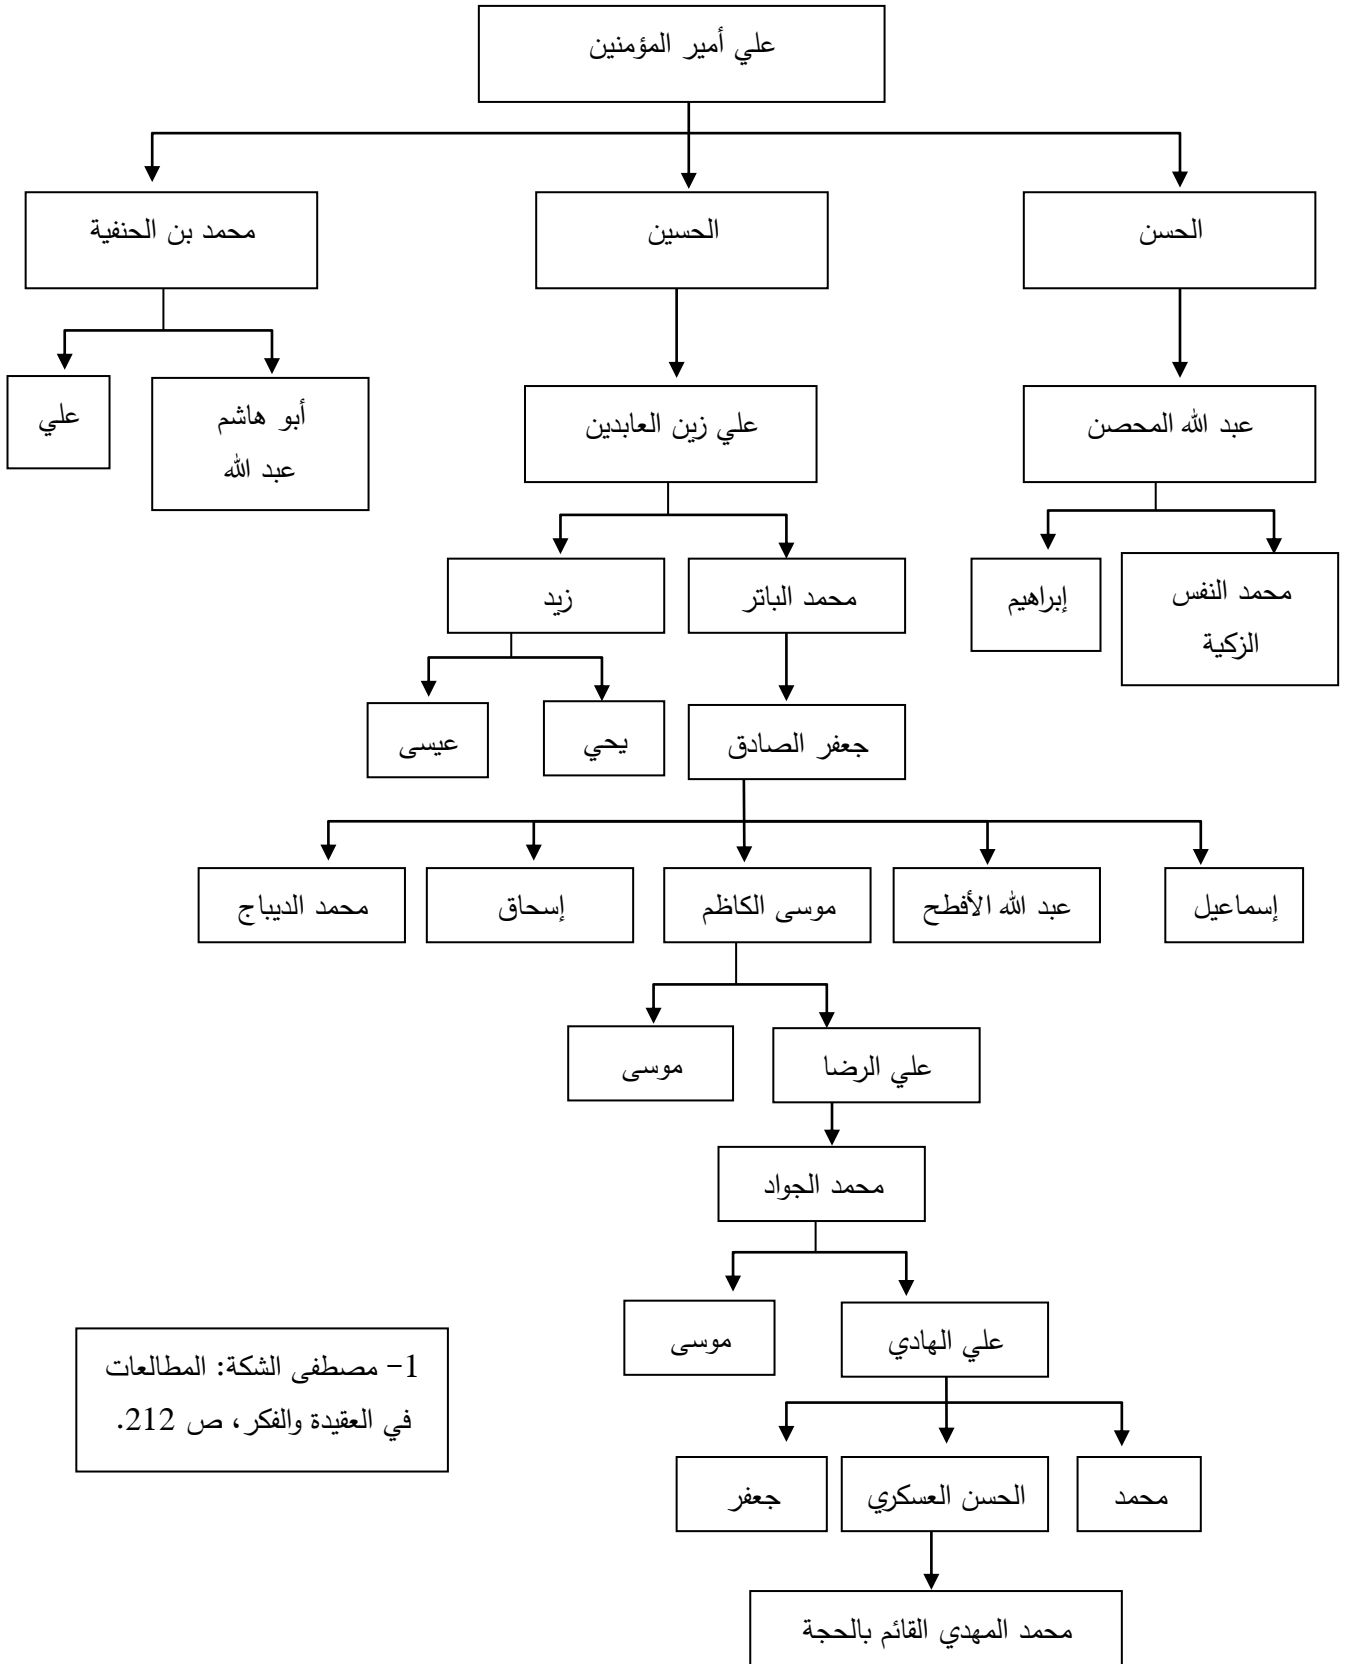 علي أمير المؤمنين
الحسن
الحسين
محمد بن الحنفية
عبد الله المحصن
علي زين العابدين
أبو هاشم
عبد الله
علي
محمد النفس
الزكية
إبراهيم
محمد الباتر
زيد
جعفر الصادق
يحي
عيسى
إسماعيل
عبد الله الأفطح
موسى الكاظم
إسحاق
محمد الديباج
علي الرضا
موسى
محمد الجواد
علي الهادي
موسى
1- مصطفى الشكة: المطالعات
في العقيدة والفكر، ص 212.
محمد
الحسن العسكري
جعفر
محمد المهدي القائم بالحجة